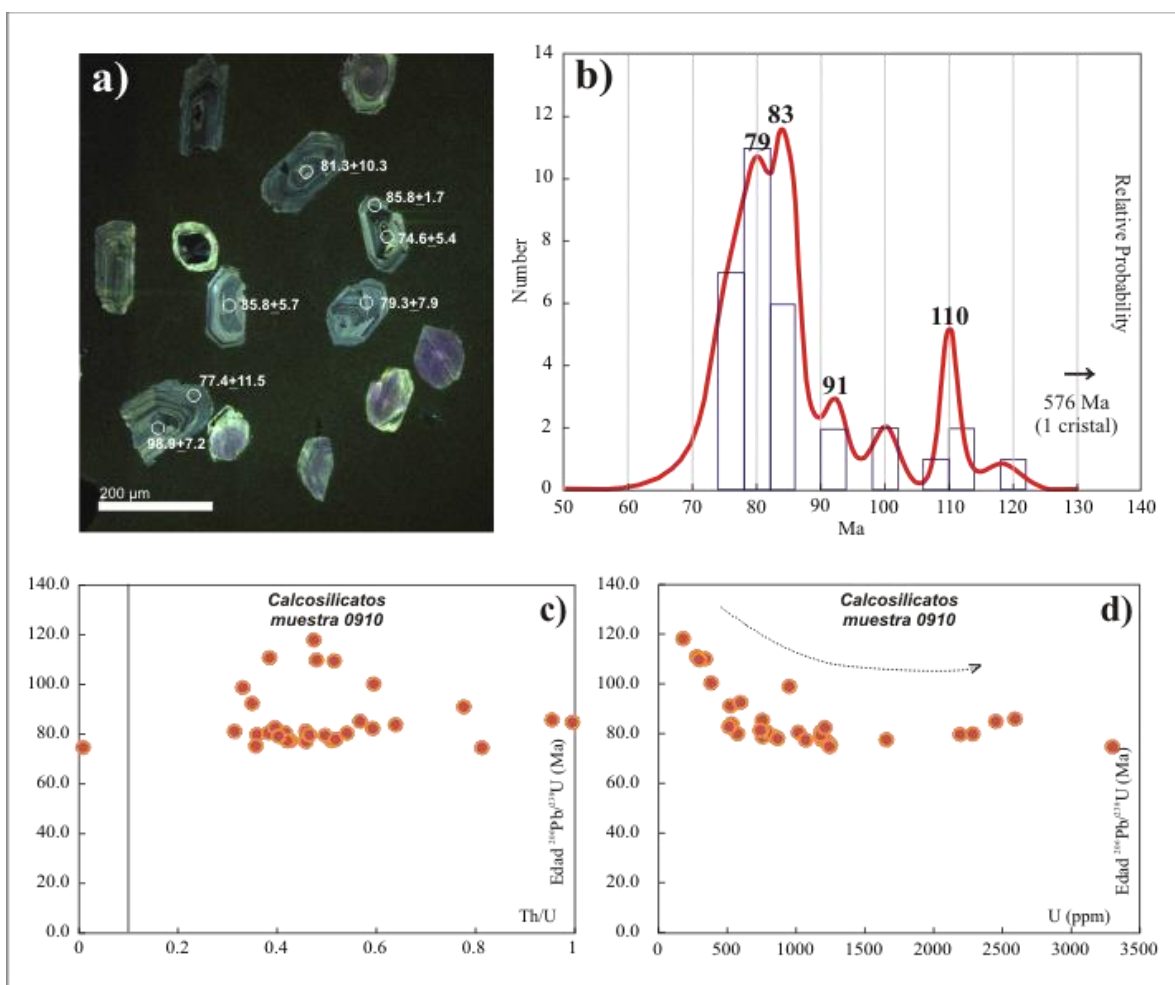 a)
81.3±10.3
85.8±1.7
74.6±5.4
85.8±5.7
79.3±7.9
77.4±11.5
98.9±7.2
200 µm
b)
14
12
10
8
6
4
2
0
Number
79
83
91
110
Relative Probability
576 Ma
(1 cristal)
50 60 70 80 90 100 110 120 130 140
Ma
c)
Calcosilicatos
muestra 0910
140.0
120.0
100.0
80.0
60.0
40.0
20.0
0.0
Edad ²⁰⁶Pb/²³⁸U (Ma)
Th/U
0 0.2 0.4 0.6 0.8 1
d)
Calcosilicatos
muestra 0910
140.0
120.0
100.0
80.0
60.0
40.0
20.0
0.0
Edad ²⁰⁶Pb/²³⁸U (Ma)
U (ppm)
0 500 1000 1500 2000 2500 3000 3500